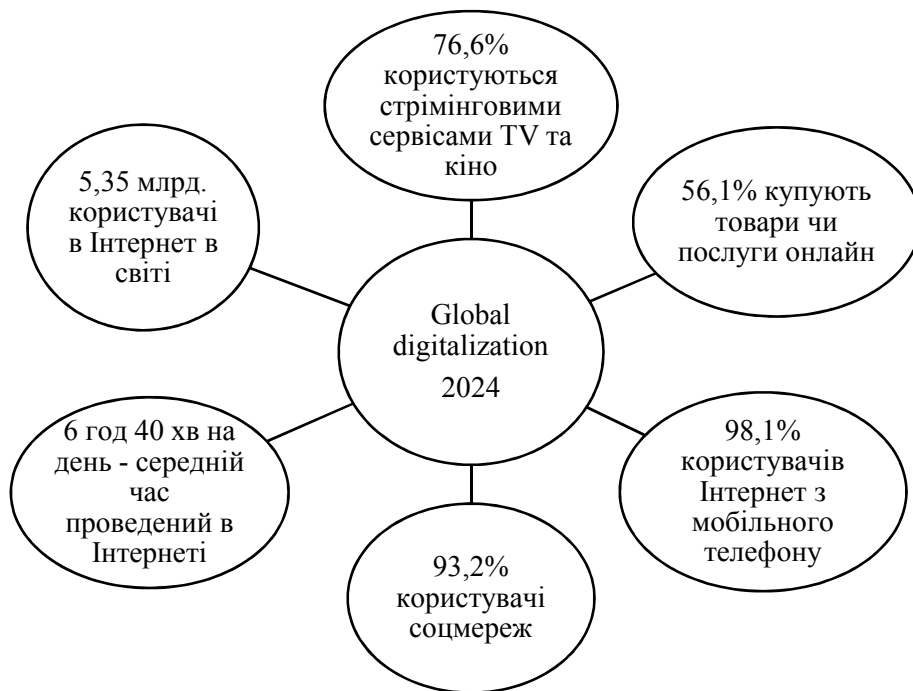 76,6%
користуються
стрімінговими
сервісами TV та
кіно
5,35 млрд.
користувачі
в Інтернет в
світі
56,1% купують
товари чи
послуги онлайн
Global
digitalization
2024
6 год 40 хв на
день - середній
час
проведений в
Інтернеті
98,1%
користувачів
Інтернет з
мобільного
телефону
93,2%
користувачі
соцмереж